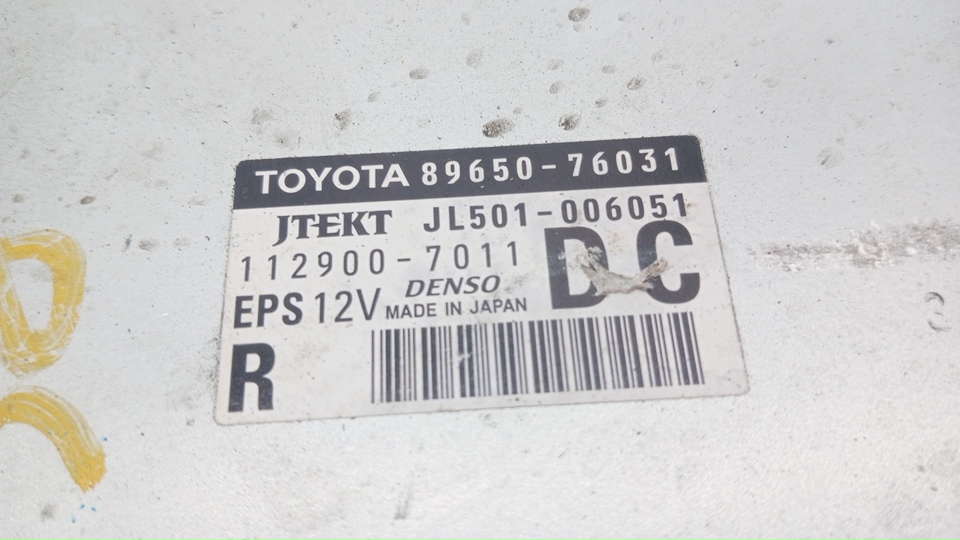 TOYOTA 89650-76031
JTEKT JL501-006051
112900-7011 DC
EPS 12V DENSO MADE IN JAPAN
R